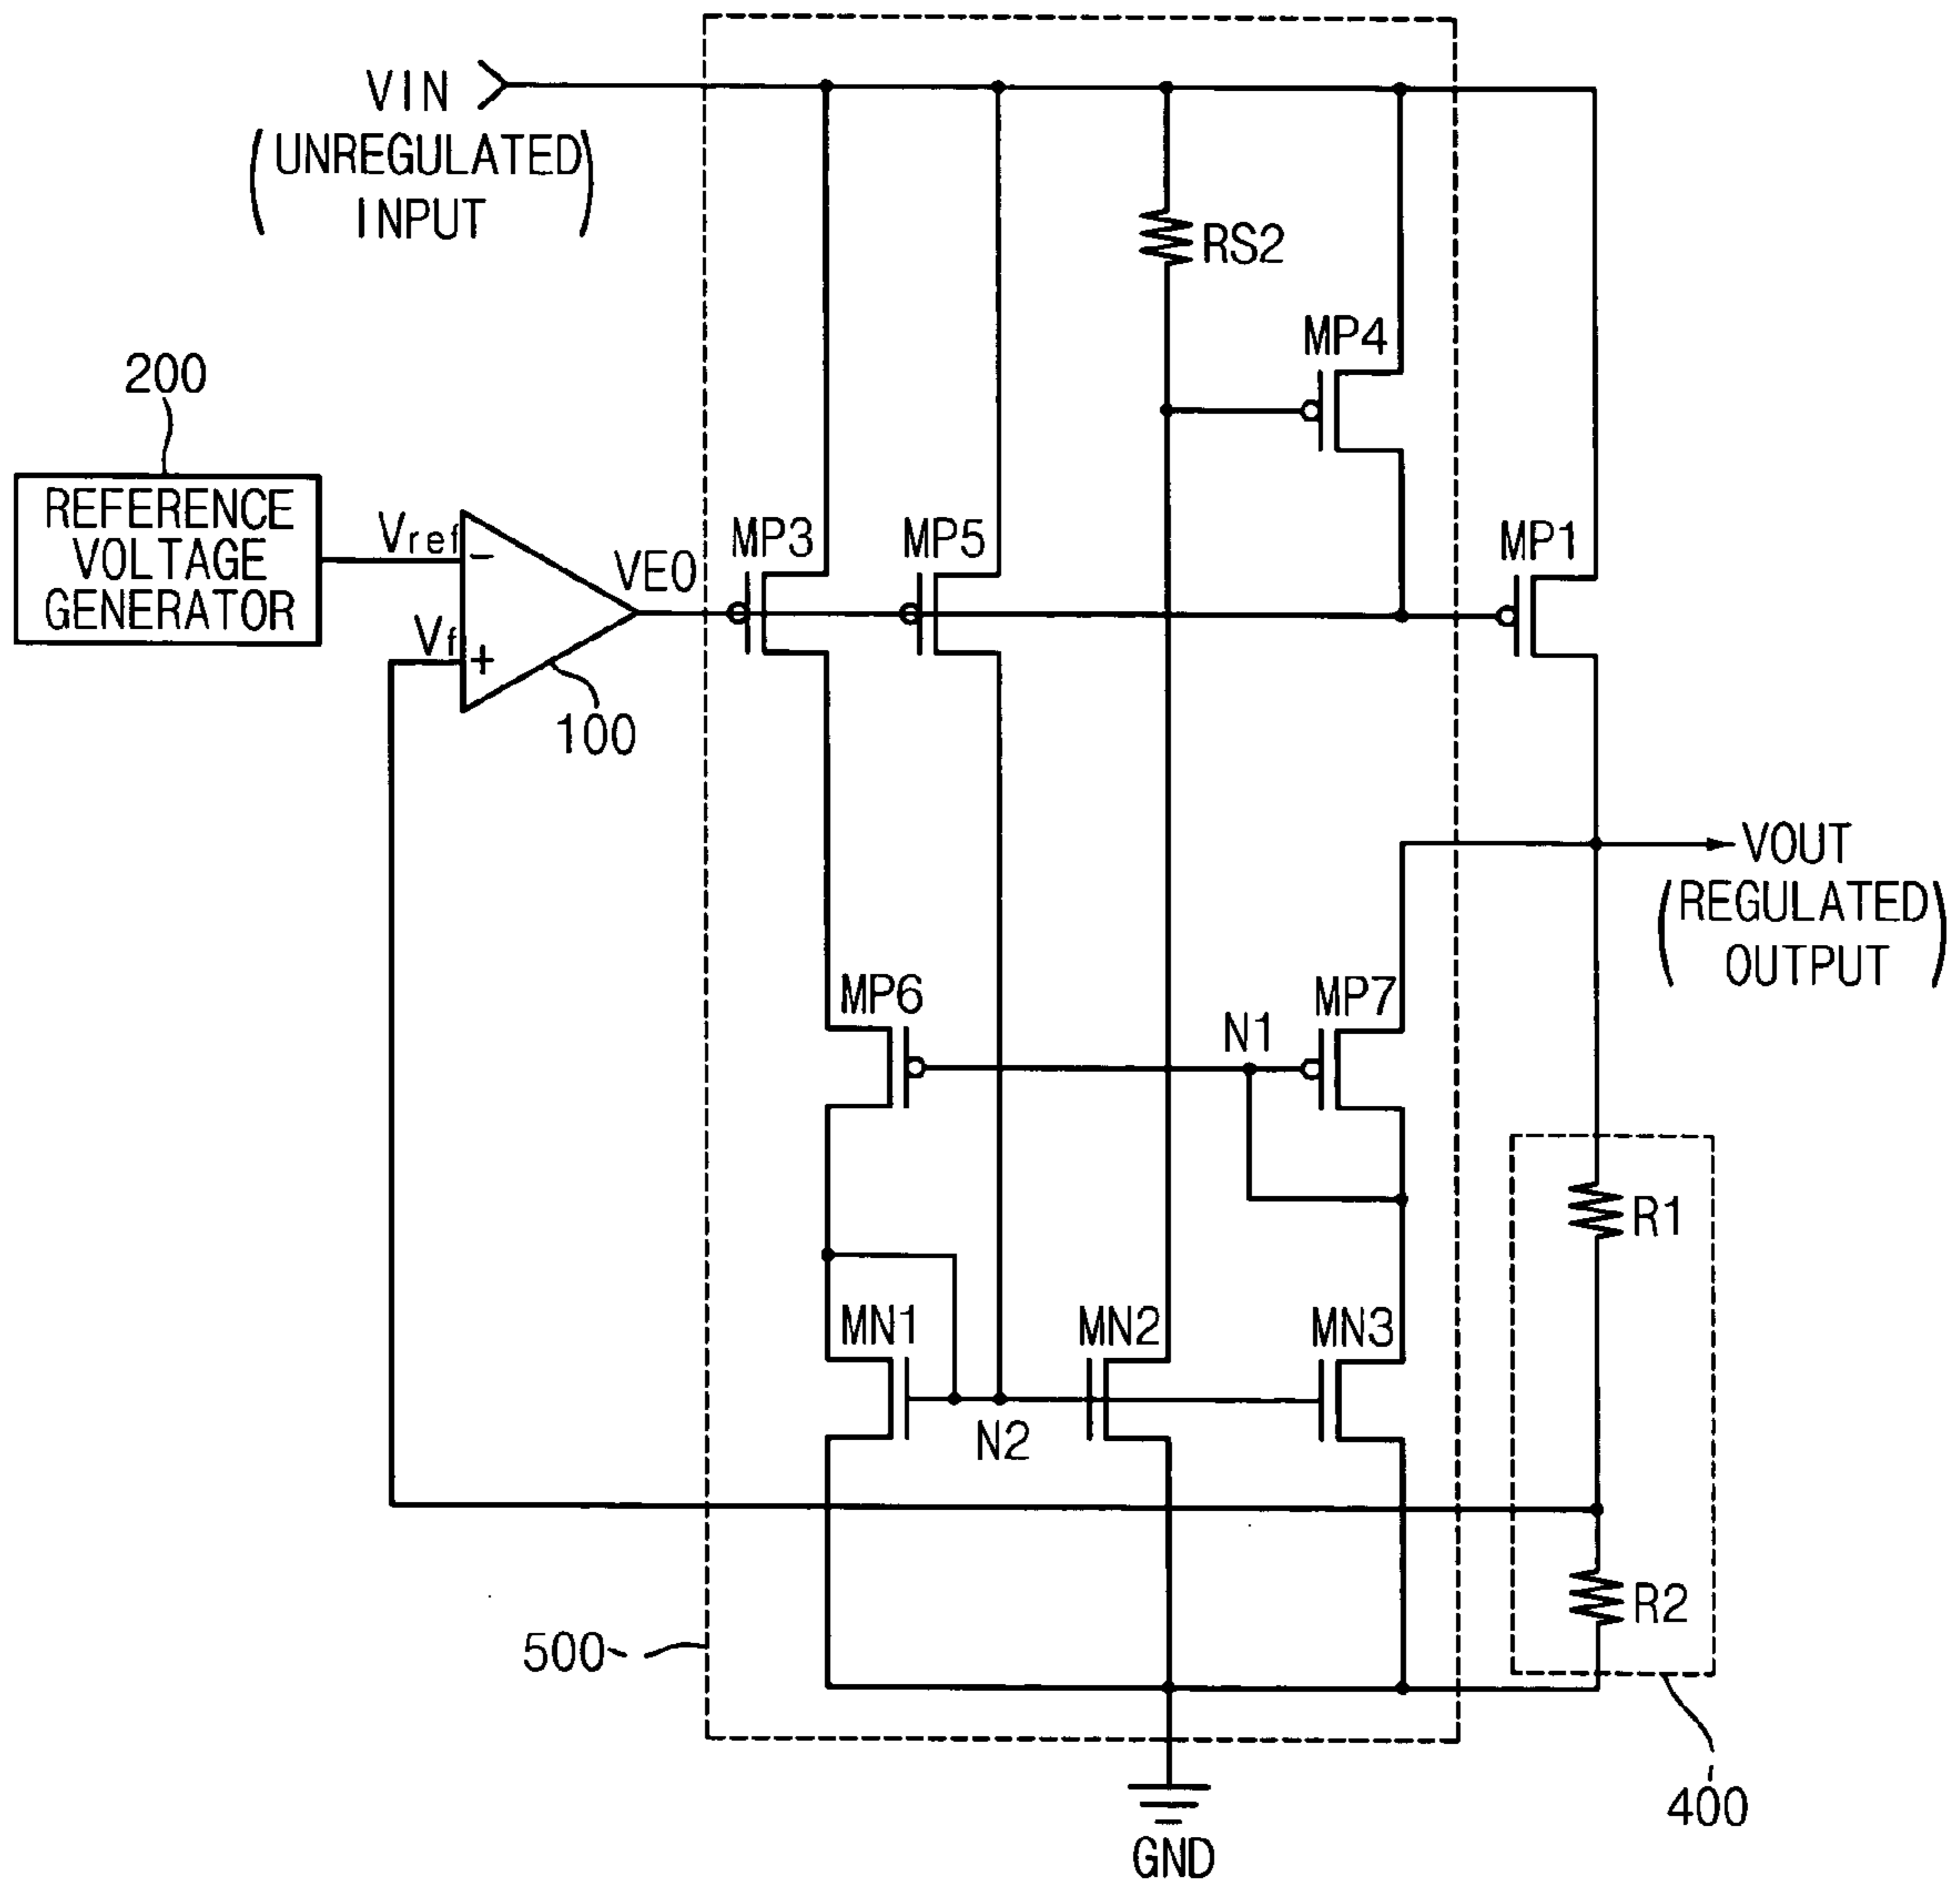 VIN
(UNREGULATED)
INPUT
RS2
MP4
200
REFERENCE
VOLTAGE
GENERATOR
Vref
−
Vf
+
VEO
100
MP3
MP5
MP1
VOUT
(REGULATED)
OUTPUT
MP6
N1
MP7
R1
MN1
MN2
MN3
N2
R2
500
400
GND